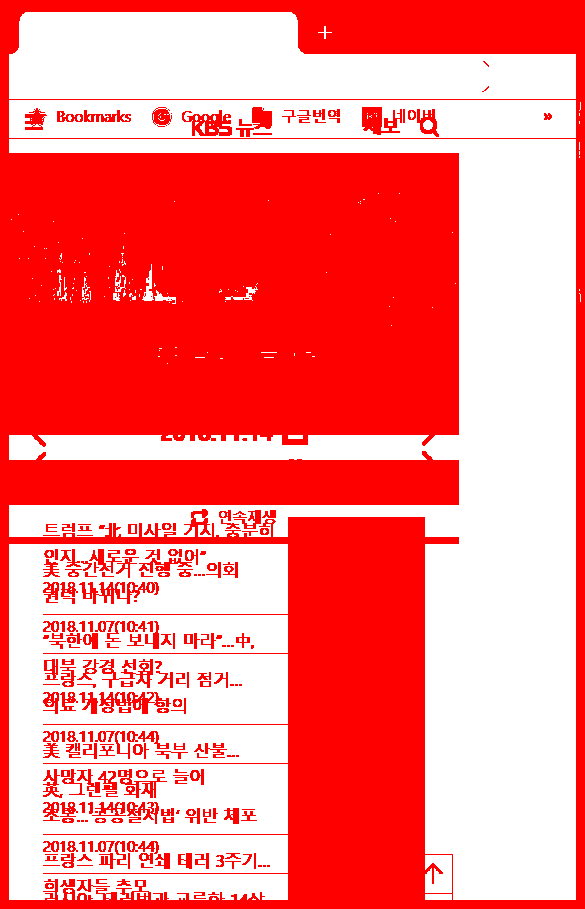 Bookmarks Google 구글번역 네이버 »
KBS 뉴스 제보
2018.11.14
연속재생
트럼프 “北 미사일 기지, 충분히
인지...새로운 것 없어”
美 중간선거 진행 중...의회
2018.11.14(10:40)
권력 바뀌나?
2018.11.07(10:41)
“북한에 돈 보내지 마라”...中,
대북 강경 선회?
프랑스, 구급차 거리 점거...
2018.11.14(10:42)
의료 개정법에 항의
2018.11.07(10:44)
美 캘리포니아 북부 산불...
사망자 42명으로 늘어
英, 그렌펠 화재
2018.11.14(10:43)
조롱...‘공공질서법’ 위반 체포
2018.11.07(10:44)
프랑스 파리 연쇄 테러 3주기...
희생자들 추모